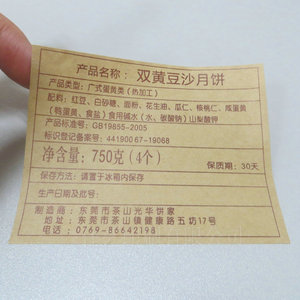 产品名称: 双黄豆沙月饼
产品类型: 广式蛋黄类(热加工)
配料: 红豆、白砂糖、面粉、花生油、瓜仁、核桃仁、咸蛋黄
(鸭蛋黄、食盐)食用碱水(水、碳酸钠)山梨酸钾
产品标准号: GB19855-2005
标识登记备案号: 441900 67-19068
净含量: 750克(4个) 保质期: 30天
保存方法: 请置于冰箱内保存
生产日期及批号:
制造商: 东莞市茶山光华饼家
地址: 东莞市茶山镇健康路五坊17号
电话: 0769-86642198